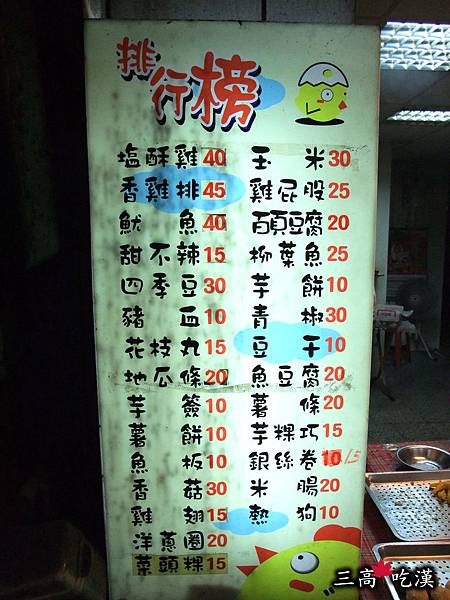 排行榜
塩酥雞40
香雞排45
魷魚40
甜不辣15
四季豆30
豬血10
花枝丸15
地瓜條20
芋簽10
薯餅10
魚板10
香菇30
雞翅15
洋蔥圈20
菜頭粿15
玉米30
雞屁股25
百頁豆腐20
柳葉魚25
芋餅10
青椒30
豆干10
魚豆腐20
薯條20
芋粿巧15
銀絲卷15
米腸20
熱狗10
三高吃漢